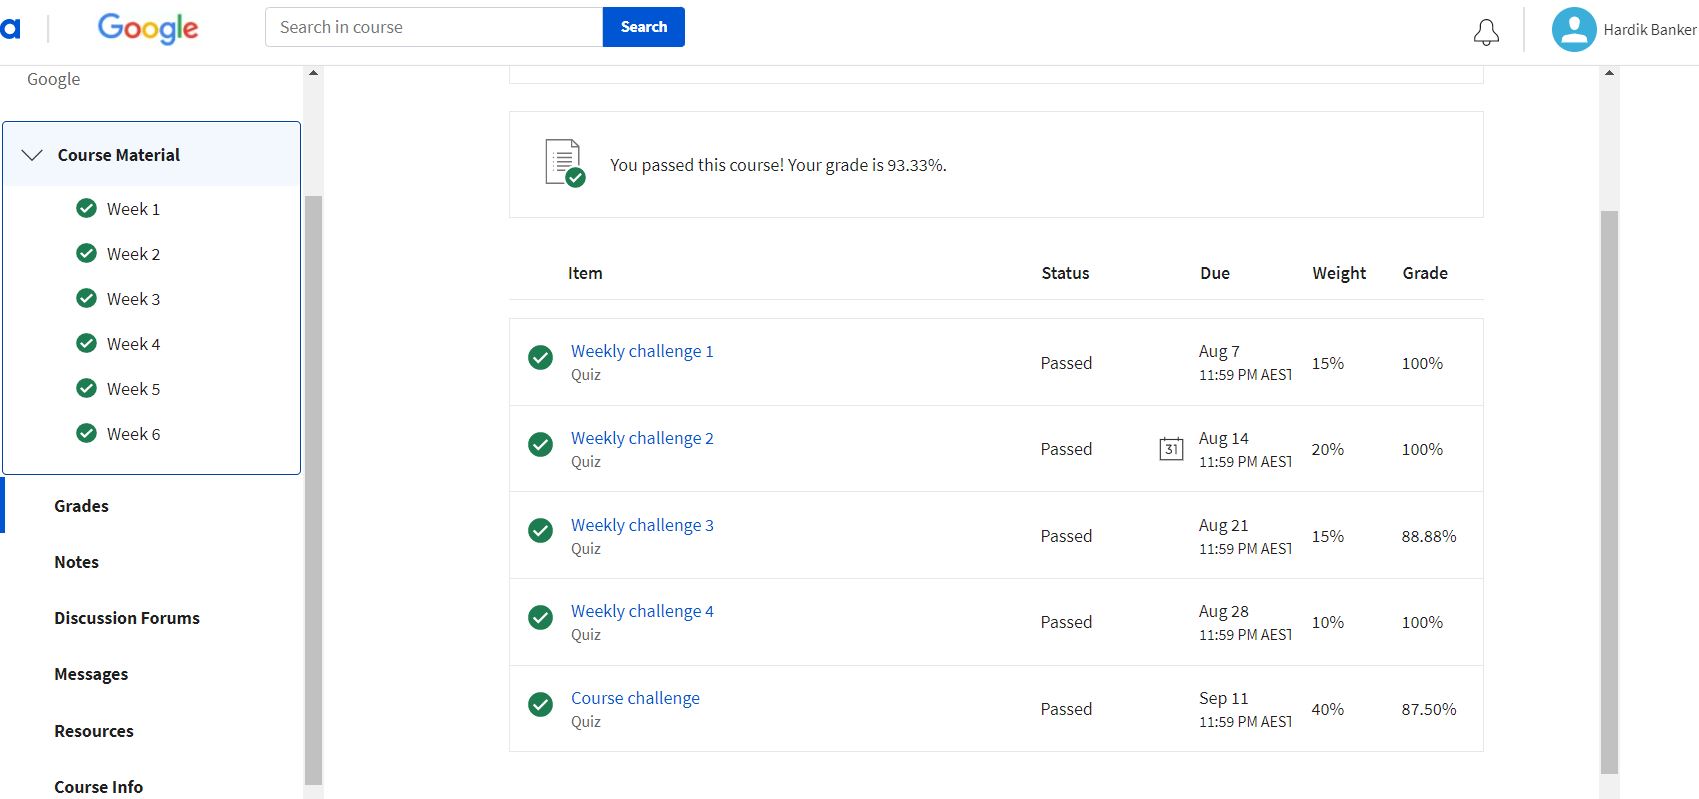 a
Google
Search in course
Search
Hardik Banker
Google
Course Material
Week 1
Week 2
Week 3
Week 4
Week 5
Week 6
Grades
Notes
Discussion Forums
Messages
Resources
Course Info
You passed this course! Your grade is 93.33%.
Item Status Due Weight Grade
Weekly challenge 1
Quiz
Passed
Aug 7
11:59 PM AEST
15%
100%
Weekly challenge 2
Quiz
Passed
31
Aug 14
11:59 PM AEST
20%
100%
Weekly challenge 3
Quiz
Passed
Aug 21
11:59 PM AEST
15%
88.88%
Weekly challenge 4
Quiz
Passed
Aug 28
11:59 PM AEST
10%
100%
Course challenge
Quiz
Passed
Sep 11
11:59 PM AEST
40%
87.50%